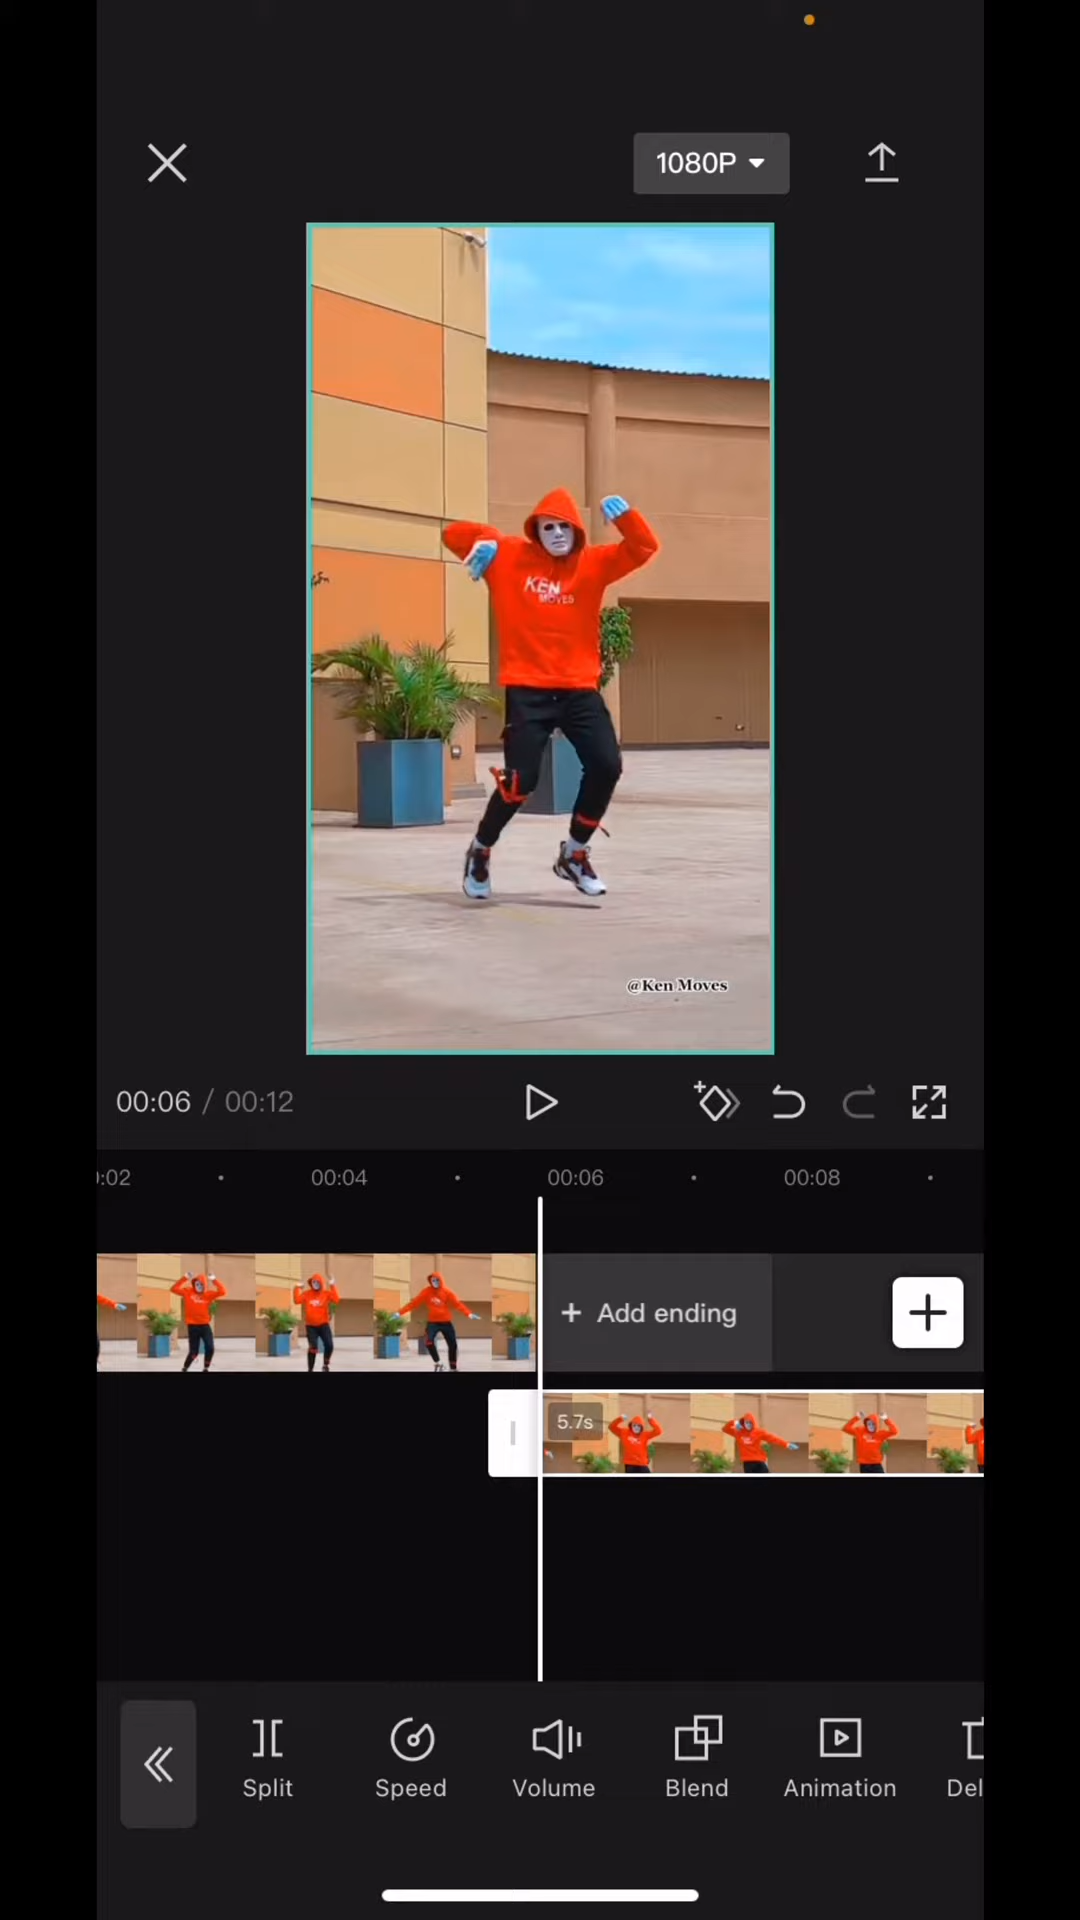 1080P
KEN
MOVES
@Ken Moves
00:06 / 00:12
:02
00:04
00:06
00:08
+ Add ending
5.7s
Split
Speed
Volume
Blend
Animation
Del